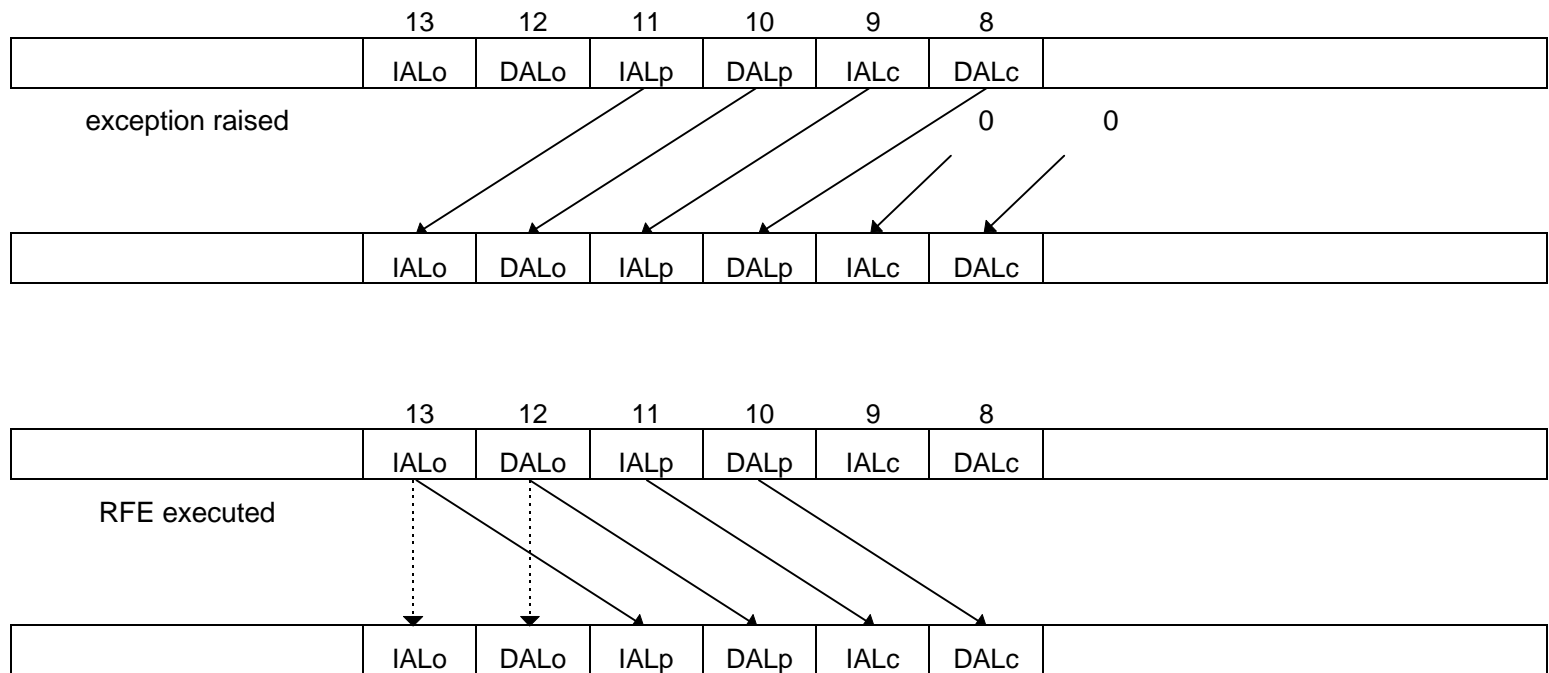 13 12 11 10 9 8
IALo DALo IALp DALp IALc DALc
exception raised 0 0
IALo DALo IALp DALp IALc DALc
13 12 11 10 9 8
IALo DALo IALp DALp IALc DALc
RFE executed
IALo DALo IALp DALp IALc DALc